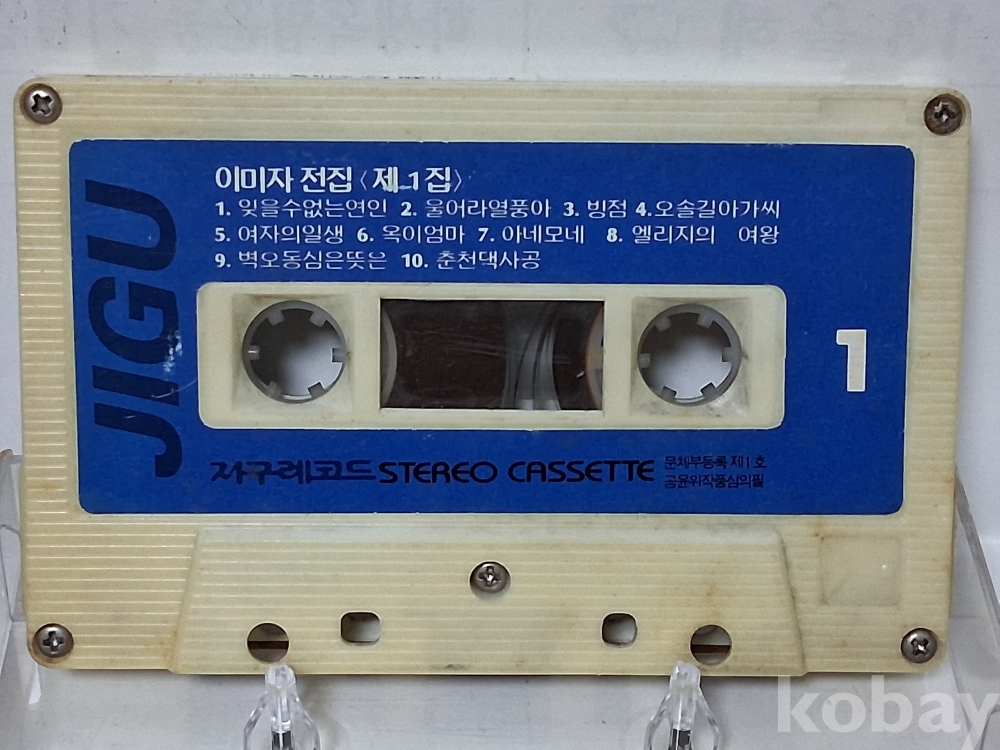 이미자 전집 〈제 1 집〉
1. 잊을수없는연인 2. 울어라열풍아 3. 빙점 4. 오솔길아가씨
5. 여자의일생 6. 옥이엄마 7. 아네모네 8. 엘리지의 여왕
9. 벽오동심은뜻은 10. 춘천댁사공
JIGU
1
지구레코드 STEREO CASSETTE
문체부등록 제1호
공윤위작품심의필
kobay